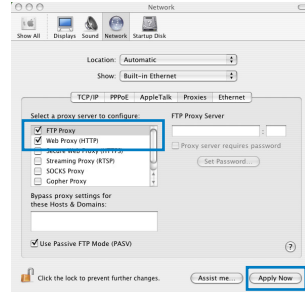 Network
Show All Displays Sound Network Startup Disk
Location: Automatic
Show: Built-in Ethernet
TCP/IP PPPoE AppleTalk Proxies Ethernet
Select a proxy server to configure:
FTP Proxy Server
FTP Proxy
Web Proxy (HTTP)
:
Secure Web Proxy (HTTPS)
Proxy server requires password
Streaming Proxy (RTSP)
Set Password...
SOCKS Proxy
Gopher Proxy
Bypass proxy settings for
these Hosts & Domains:
Use Passive FTP Mode (PASV)
?
Click the lock to prevent further changes.
Assist me...
Apply Now